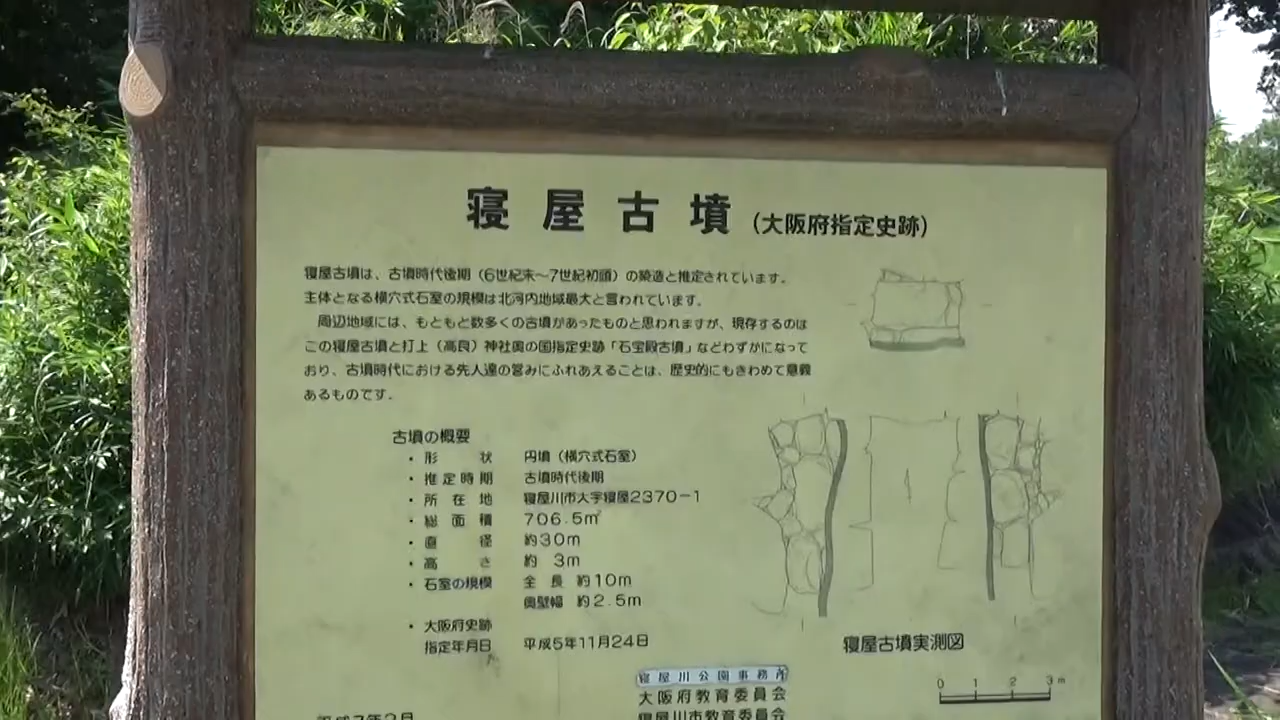 寝屋古墳 (大阪府指定史跡)
寝屋古墳は、古墳時代後期（6世紀末～7世紀初頭）の築造と推定されています。
主体となる横穴式石室の規模は北河内地域最大と言われています。
周辺地域には、もともと数多くの古墳があったものと思われますが、現存するのは
この寝屋古墳と打上（高良）神社奥の国指定史跡「石宝殿古墳」などわずかになって
おり、古墳時代における先人達の営みにふれあえることは、歴史的にもきわめて意義
あるものです。
古墳の概要
・形状 円墳（横穴式石室）
・推定時期 古墳時代後期
・所在地 寝屋川市大字寝屋2370－1
・総面積 706.5㎡
・直径 約30m
・高さ 約 3m
・石室の規模 全長 約10m
奥壁幅 約2.5m
・大阪府史跡
指定年月日 平成5年11月24日
寝屋古墳実測図
0 1 2 3m
寝屋川公園事務所
大阪府教育委員会
寝屋川市教育委員会